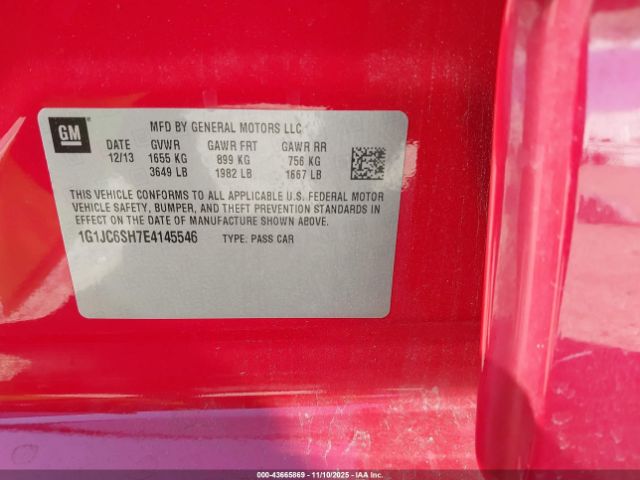 GM
MFD BY GENERAL MOTORS LLC
DATE GVWR GAWR FRT GAWR RR
12/13 1655 KG 899 KG 756 KG
3649 LB 1982 LB 1667 LB
THIS VEHICLE CONFORMS TO ALL APPLICABLE U.S. FEDERAL MOTOR
VEHICLE SAFETY, BUMPER, AND THEFT PREVENTION STANDARDS IN
EFFECT ON THE DATE OF MANUFACTURE SHOWN ABOVE.
1G1JC6SH7E4145546 TYPE: PASS CAR
000-43665869 - 11/10/2025 - IAA Inc.